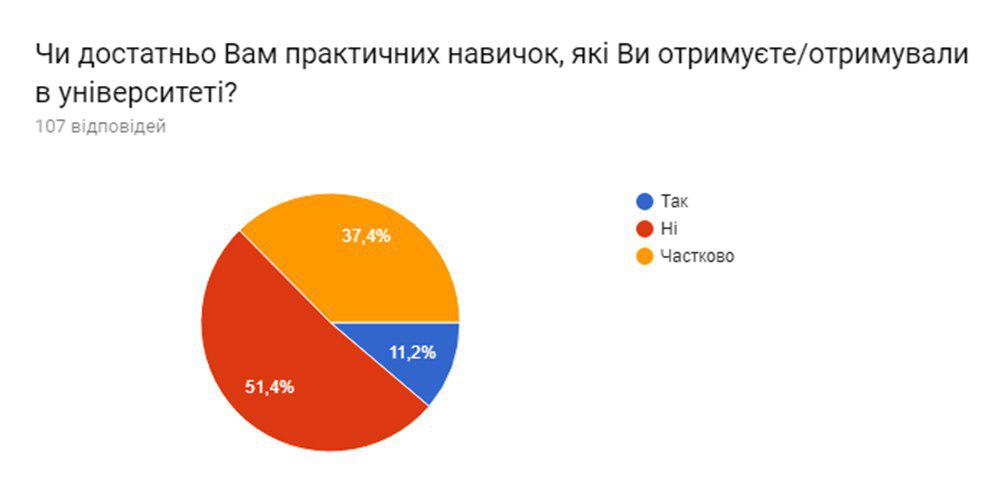 Чи достатньо Вам практичних навичок, які Ви отримуєте/отримували
в університеті?
107 відповідей
Так
Ні
Частково
37,4%
11,2%
51,4%